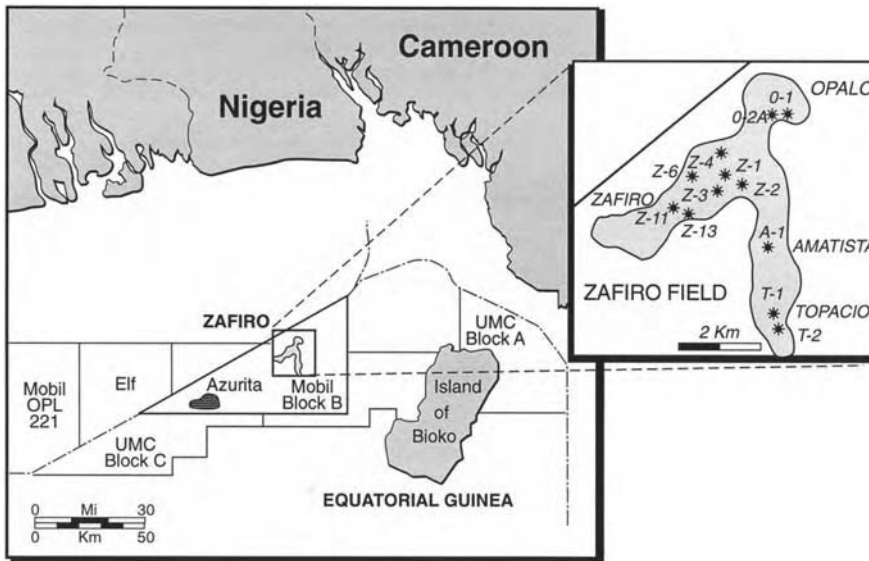 Cameroon
Nigeria
ZAFIRO
UMC
Block A
Mobil
OPL
221
Elf
Azurita
Mobil
Block B
Island
of
Bioko
UMC
Block C
EQUATORIAL GUINEA
0 Mi 30
0 Km 50
OPALO
0-1
0-2A
Z-4
Z-6
Z-1
Z-3
Z-2
ZAFIRO
Z-11
Z-13
A-1
AMATISTA
ZAFIRO FIELD
T-1
TOPACIO
T-2
2 Km